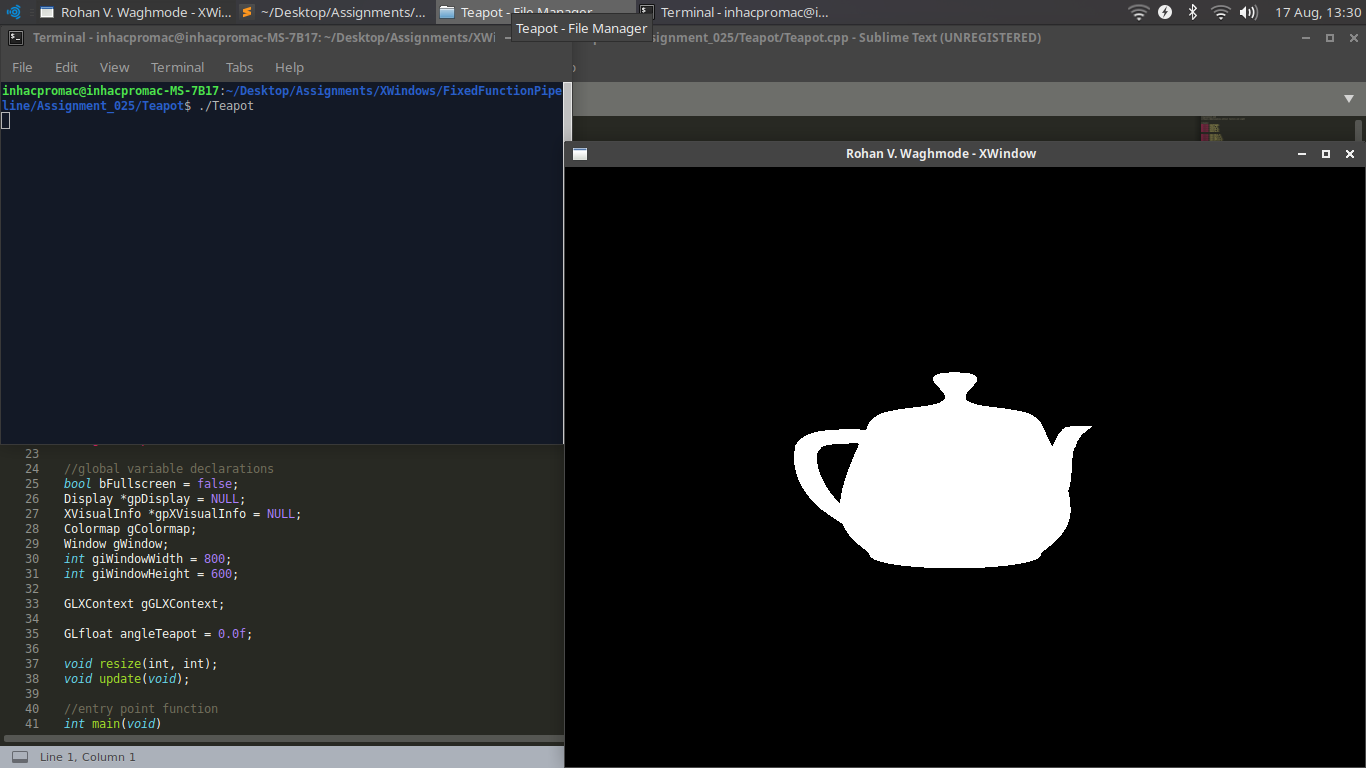 Rohan V. Waghmode - XWi...
~/Desktop/Assignments/...
Teapot - File Manager
Terminal - inhacpromac@i...
17 Aug, 13:30
Teapot - File Manager
Terminal - inhacpromac@inhacpromac-MS-7B17: ~/Desktop/Assignments/XWi
signment_025/Teapot/Teapot.cpp - Sublime Text (UNREGISTERED)
File Edit View Terminal Tabs Help
inhacpromac@inhacpromac-MS-7B17:~/Desktop/Assignments/XWindows/FixedFunctionPipe
line/Assignment_025/Teapot$ ./Teapot
Rohan V. Waghmode - XWindow
23
24 //global variable declarations
25 bool bFullscreen = false;
26 Display *gpDisplay = NULL;
27 XVisualInfo *gpXVisualInfo = NULL;
28 Colormap gColormap;
29 Window gWindow;
30 int giWindowWidth = 800;
31 int giWindowHeight = 600;
32
33 GLXContext gGLXContext;
34
35 GLfloat angleTeapot = 0.0f;
36
37 void resize(int, int);
38 void update(void);
39
40 //entry point function
41 int main(void)
Line 1, Column 1